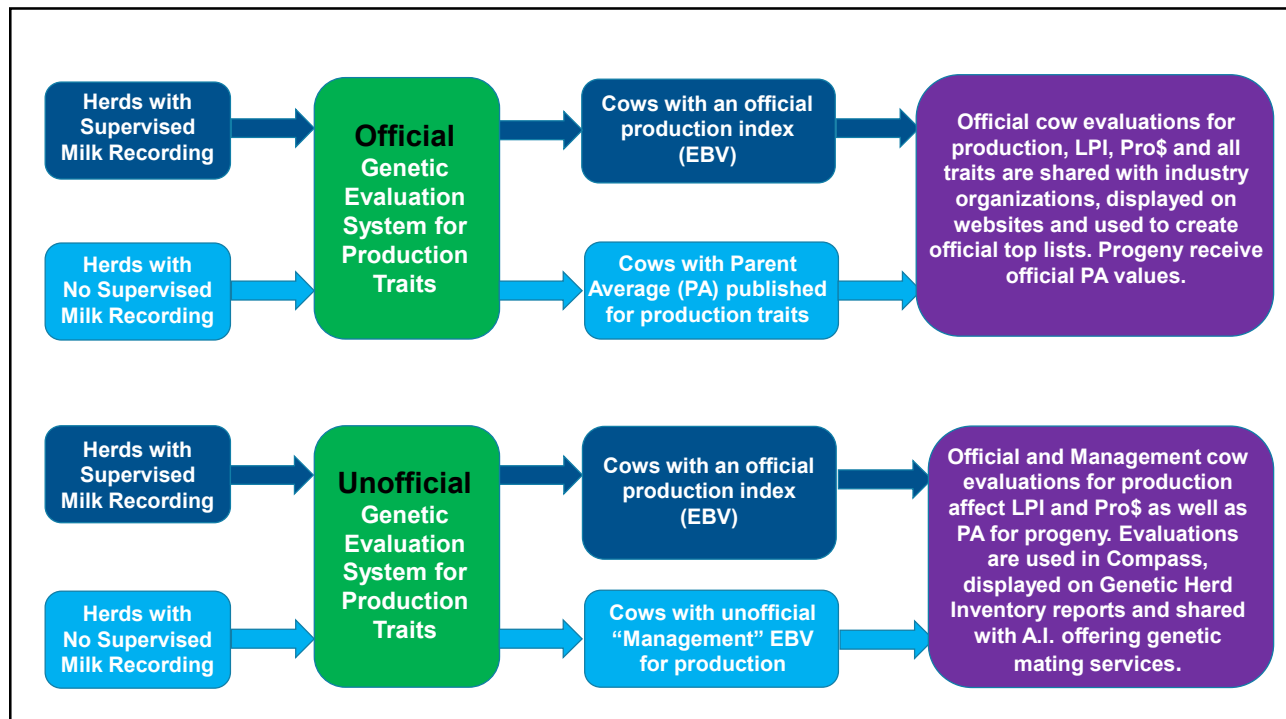 Herds with
Supervised
Milk Recording
Official
Genetic
Evaluation
System for
Production
Traits
Cows with an official
production index
(EBV)
Official cow evaluations for
production, LPI, Pro$ and all
traits are shared with industry
organizations, displayed on
websites and used to create
official top lists. Progeny receive
official PA values.
Herds with
No Supervised
Milk Recording
Cows with Parent
Average (PA) published
for production traits
Herds with
Supervised
Milk Recording
Unofficial
Genetic
Evaluation
System for
Production
Traits
Cows with an official
production index
(EBV)
Official and Management cow
evaluations for production
affect LPI and Pro$ as well as
PA for progeny. Evaluations
are used in Compass,
displayed on Genetic Herd
Inventory reports and shared
with A.I. offering genetic
mating services.
Herds with
No Supervised
Milk Recording
Cows with unofficial
“Management” EBV
for production